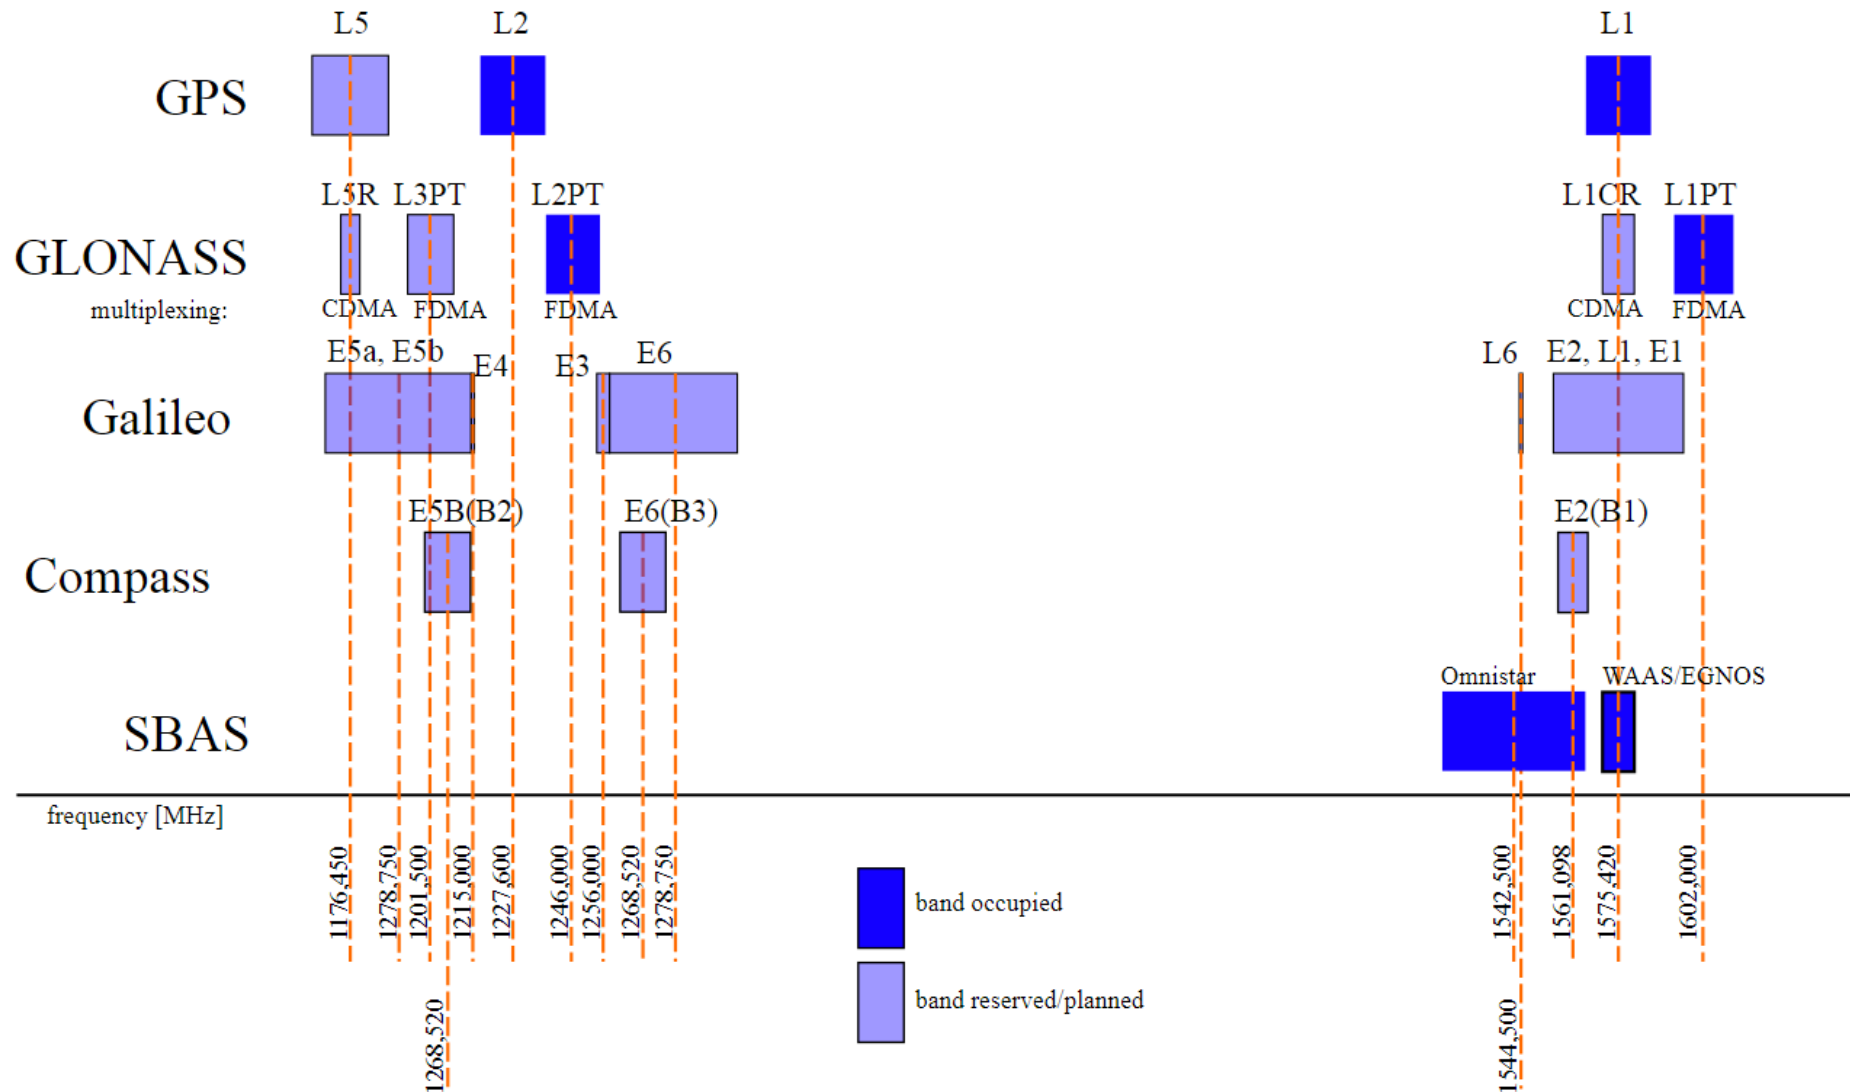 L5 L2 L1
GPS
L5R L3PT L2PT L1CR L1PT
GLONASS
multiplexing: CDMA FDMA FDMA CDMA FDMA
E5a, E5b E4 E3 E6 L6 E2, L1, E1
Galileo
E5B(B2) E6(B3) E2(B1)
Compass
Omnistar WAAS/EGNOS
SBAS
frequency [MHz]
1176,450
1278,750
1201,500
1215,000
1227,600
1246,000
1256,000
1268,520
1278,750
1542,500
1561,098
1575,420
1602,000
1268,520
1544,500
band occupied
band reserved/planned